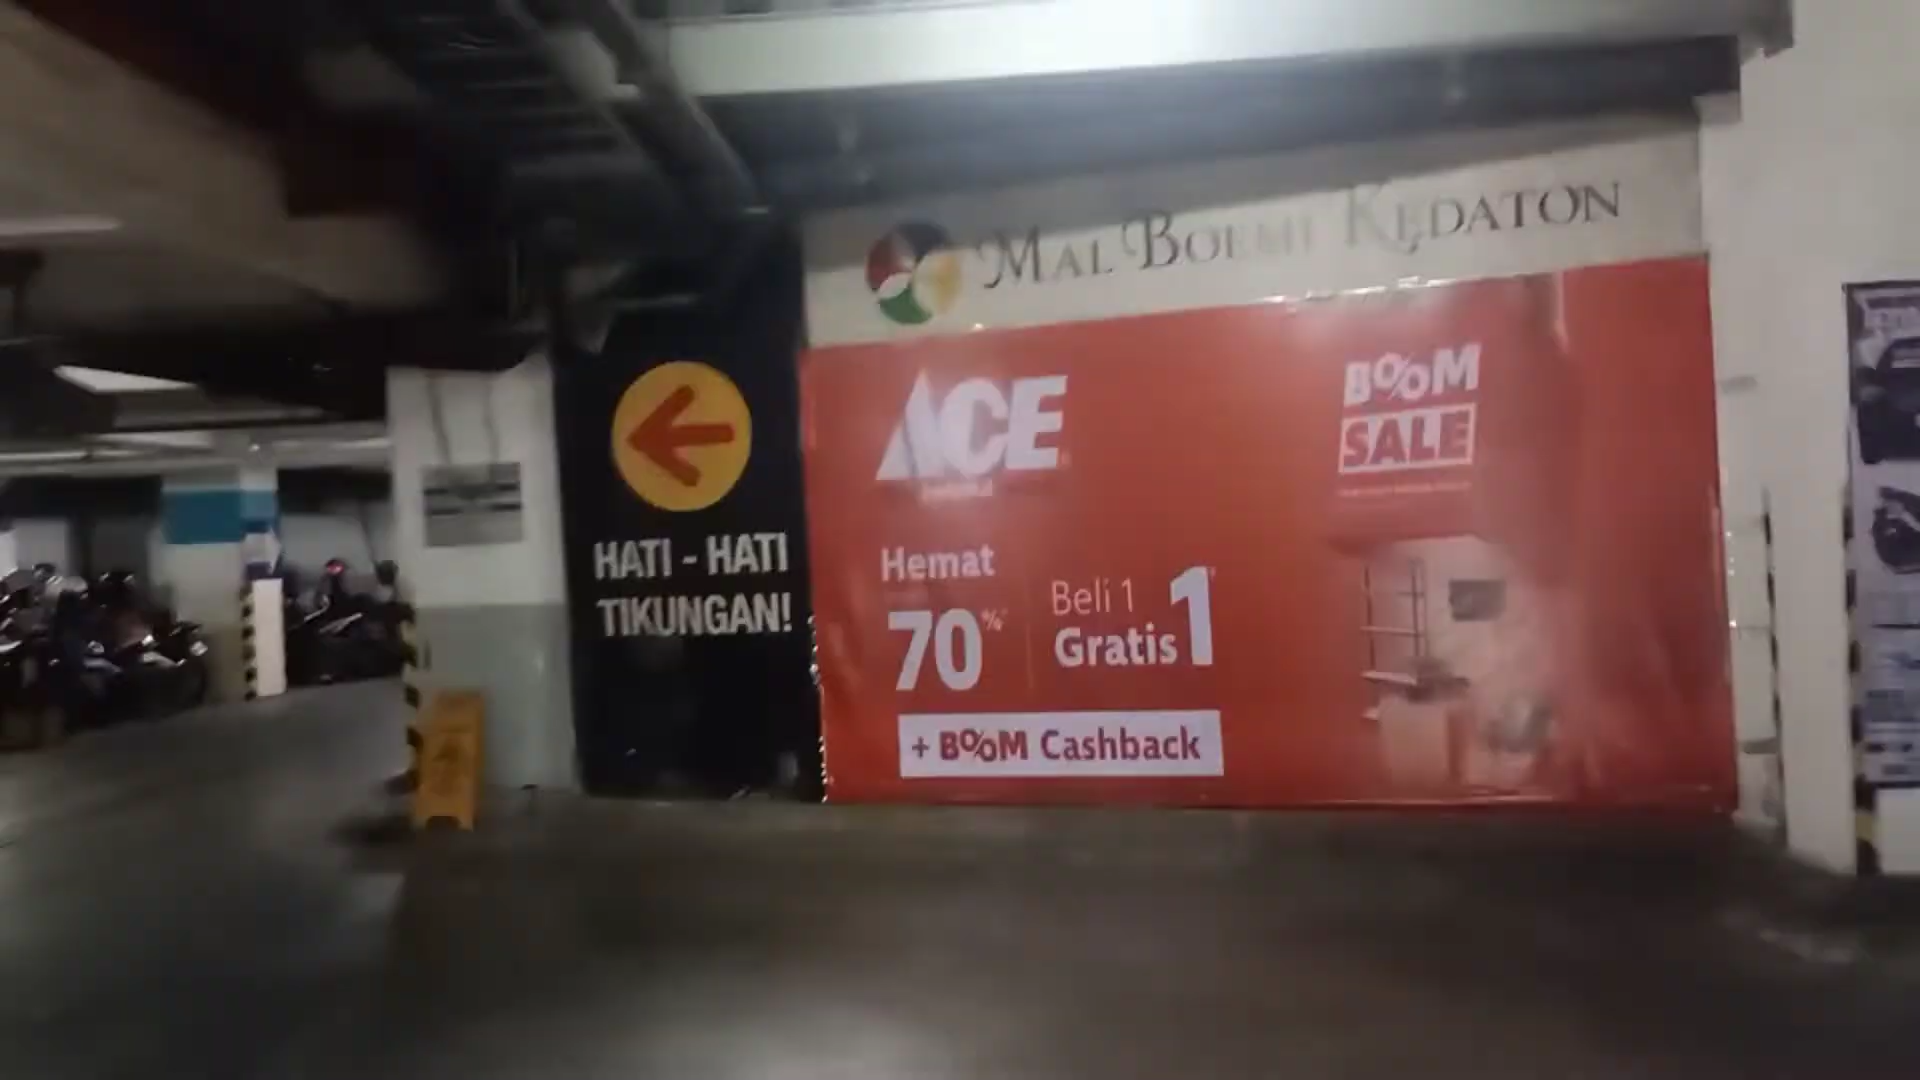 MAL BOEMI KEDATON
ACE
BOOM
SALE
HATI - HATI
TIKUNGAN!
Hemat
70%*
Beli 1
Gratis 1
+ BOOM Cashback